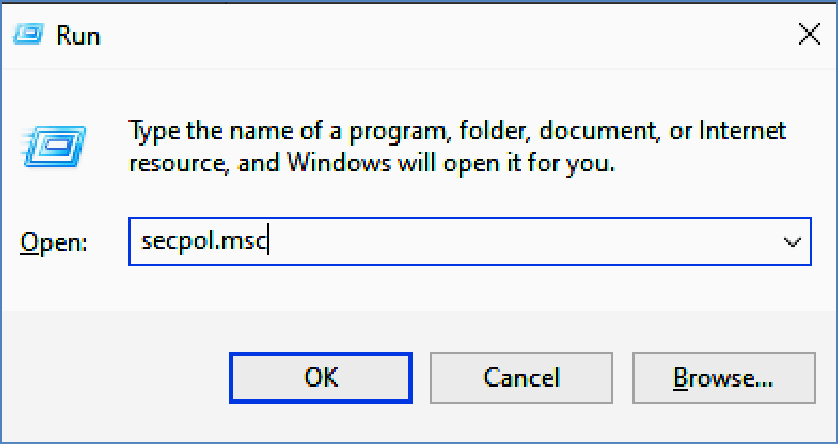 Run
Type the name of a program, folder, document, or Internet
resource, and Windows will open it for you.
Open: secpol.msc
OK Cancel Browse...